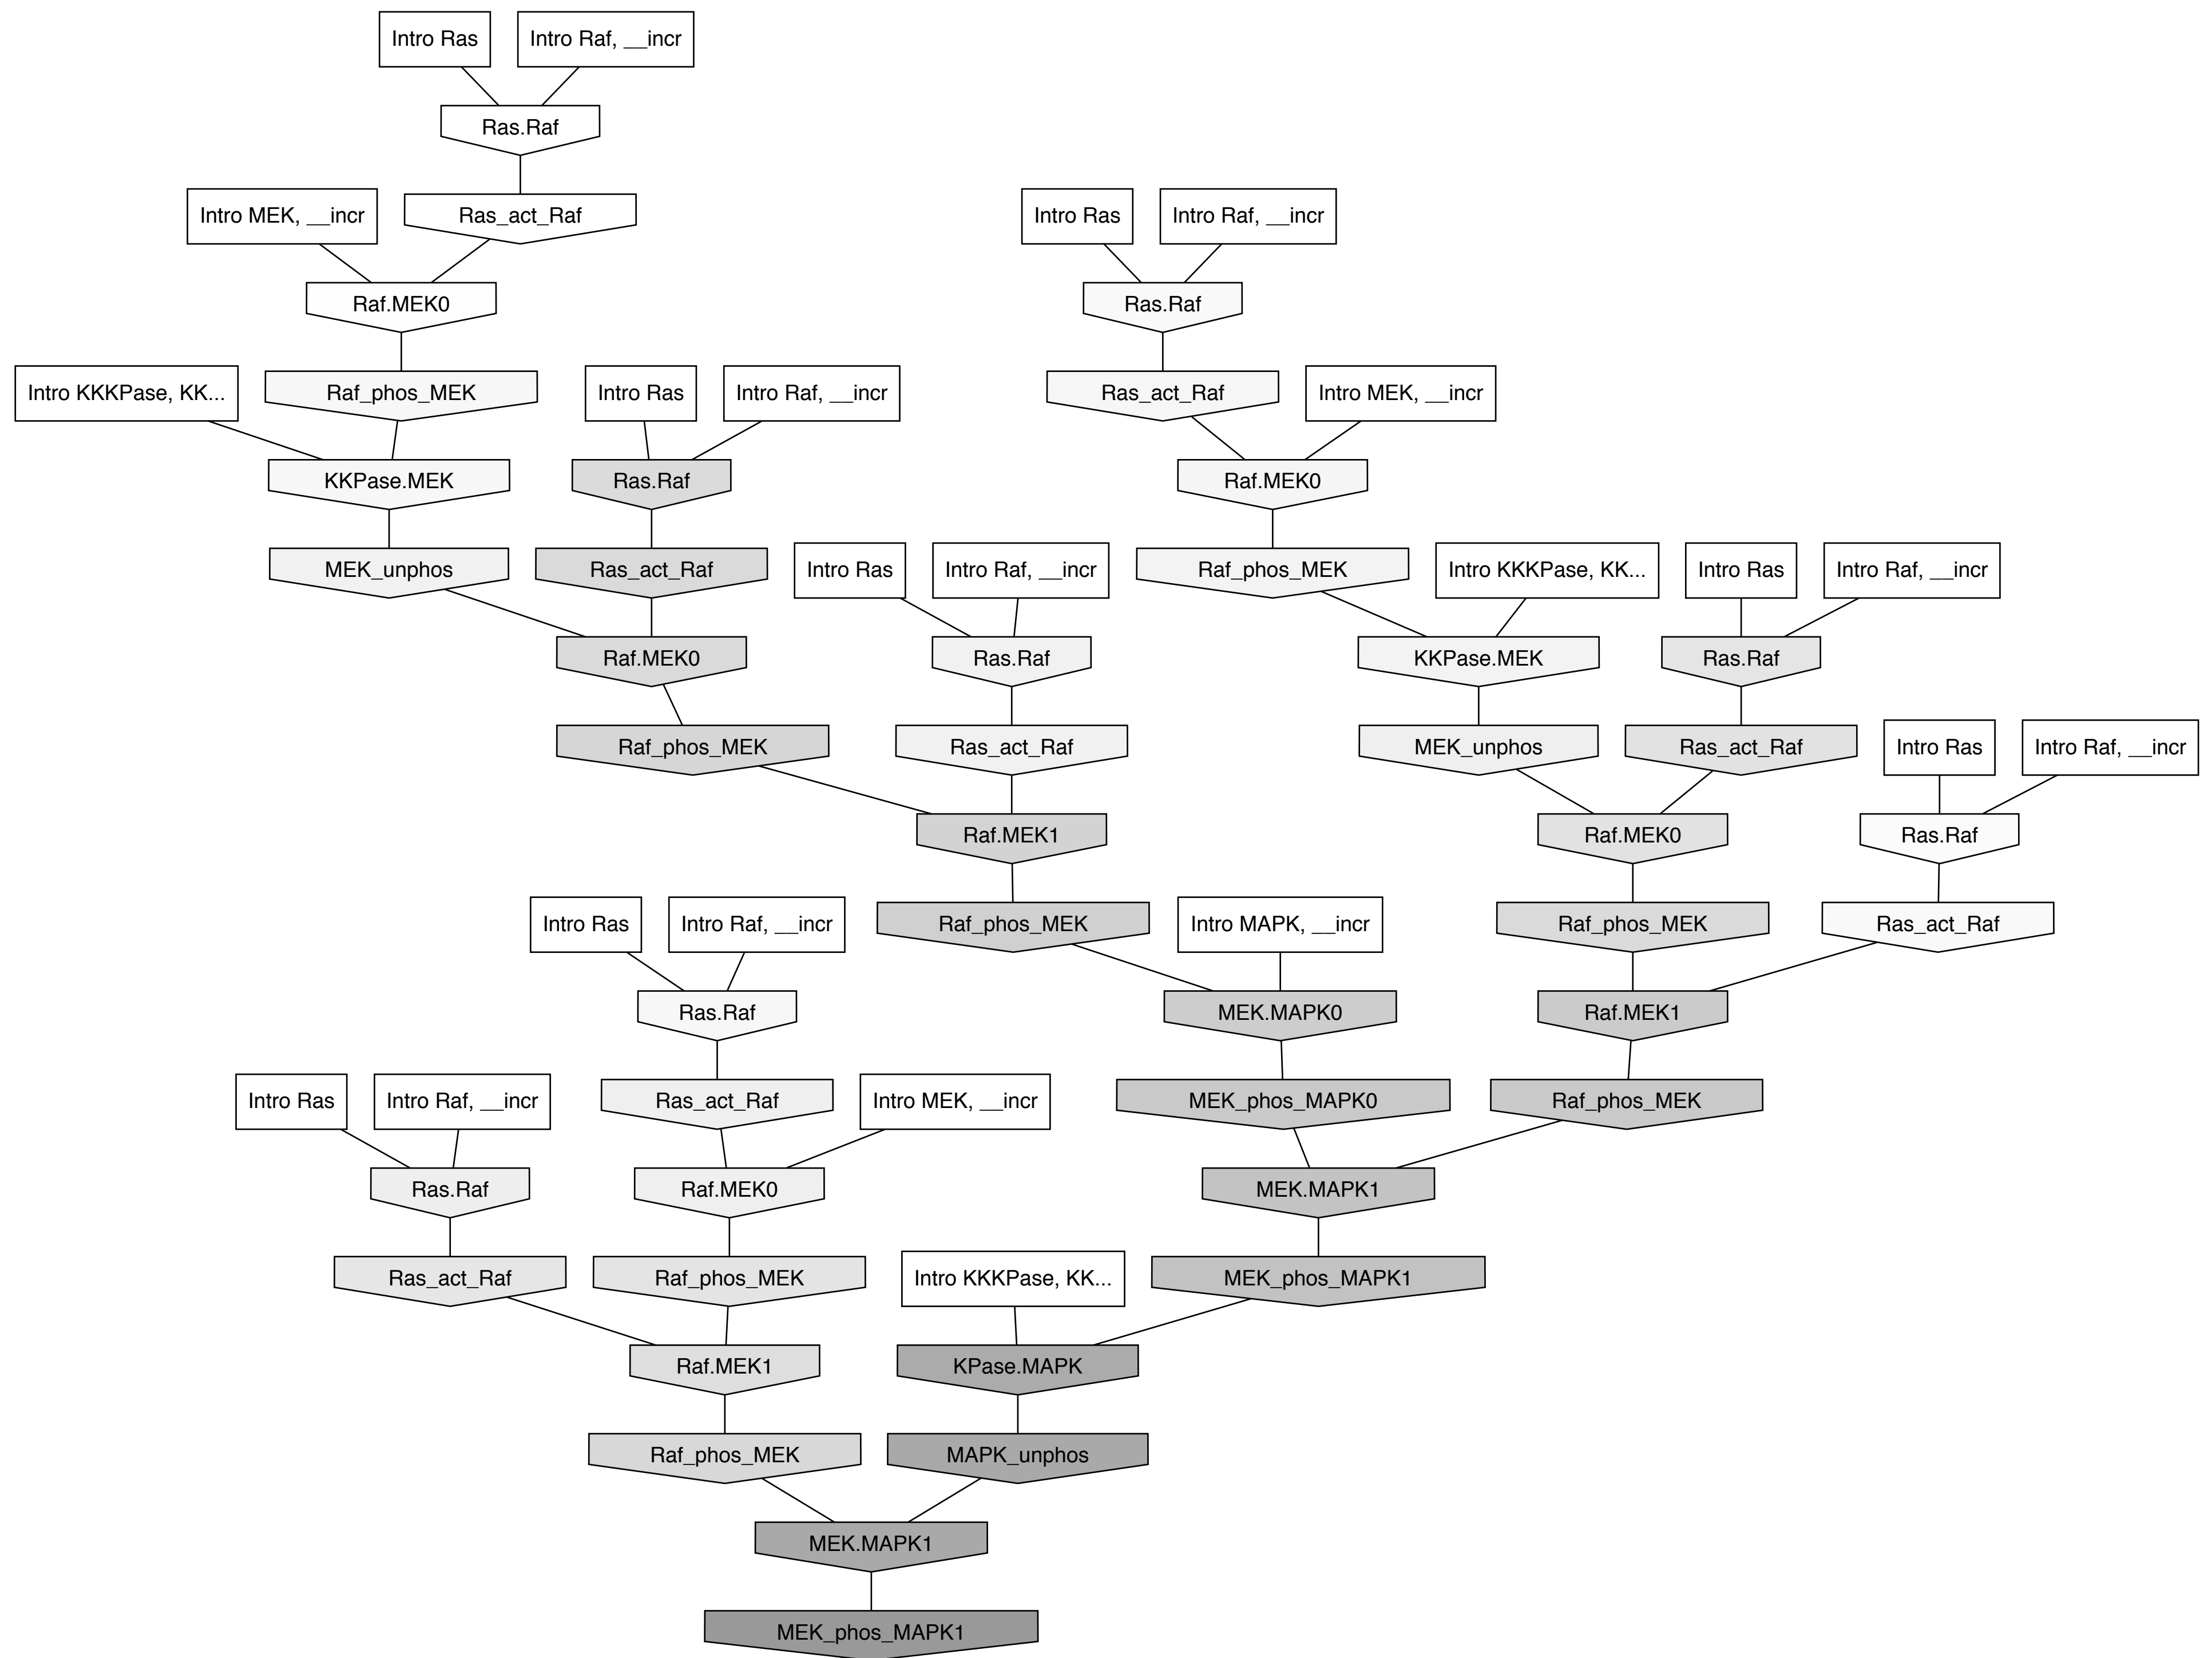 Intro Ras
Intro Raf, __incr
Ras.Raf
Intro MEK, __incr
Ras_act_Raf
Intro Ras
Intro Raf, __incr
Raf.MEK0
Ras.Raf
Intro KKKPase, KK...
Raf_phos_MEK
Intro Ras
Intro Raf, __incr
Ras_act_Raf
Intro MEK, __incr
KKPase.MEK
Ras.Raf
Raf.MEK0
MEK_unphos
Ras_act_Raf
Intro Ras
Intro Raf, __incr
Raf_phos_MEK
Intro KKKPase, KK...
Intro Ras
Intro Raf, __incr
Raf.MEK0
Ras.Raf
KKPase.MEK
Ras.Raf
Raf_phos_MEK
Ras_act_Raf
MEK_unphos
Ras_act_Raf
Intro Ras
Intro Raf, __incr
Raf.MEK1
Raf.MEK0
Ras.Raf
Intro Ras
Intro Raf, __incr
Raf_phos_MEK
Intro MAPK, __incr
Raf_phos_MEK
Ras_act_Raf
Ras.Raf
MEK.MAPK0
Raf.MEK1
Intro Ras
Intro Raf, __incr
Ras_act_Raf
Intro MEK, __incr
MEK_phos_MAPK0
Raf_phos_MEK
Ras.Raf
Raf.MEK0
MEK.MAPK1
Ras_act_Raf
Raf_phos_MEK
Intro KKKPase, KK...
MEK_phos_MAPK1
Raf.MEK1
KPase.MAPK
Raf_phos_MEK
MAPK_unphos
MEK.MAPK1
MEK_phos_MAPK1